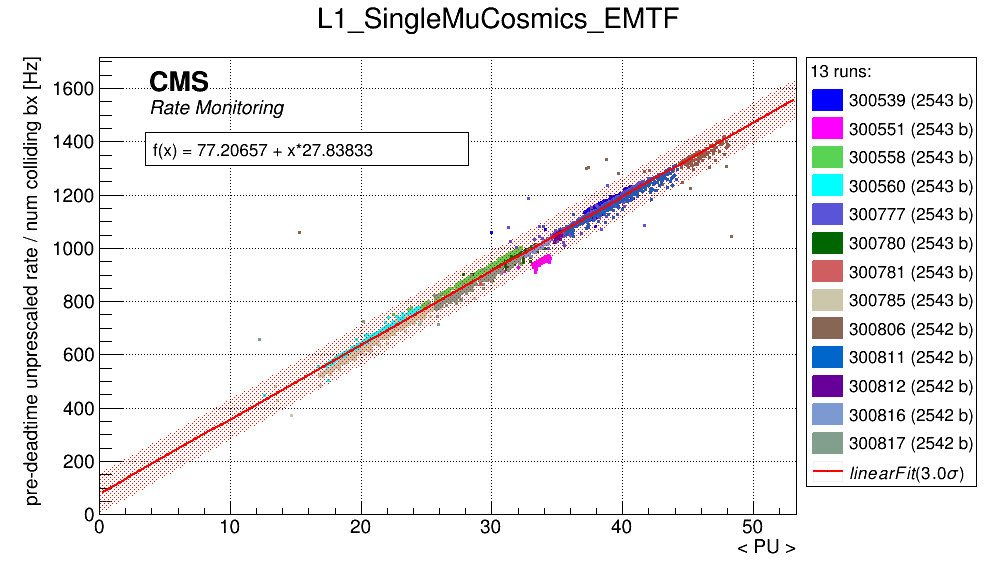 L1_SingleMuCosmics_EMTF
pre-deadtime unprescaled rate / num colliding bx [Hz]
CMS
Rate Monitoring
f(x) = 77.20657 + x*27.83833
1600
1400
1200
1000
800
600
400
200
0
0 10 20 30 40 50
< PU >
13 runs:
300539 (2543 b)
300551 (2543 b)
300558 (2543 b)
300560 (2543 b)
300777 (2543 b)
300780 (2543 b)
300781 (2543 b)
300785 (2543 b)
300806 (2542 b)
300811 (2542 b)
300812 (2542 b)
300816 (2542 b)
300817 (2542 b)
linearFit(3.0σ)